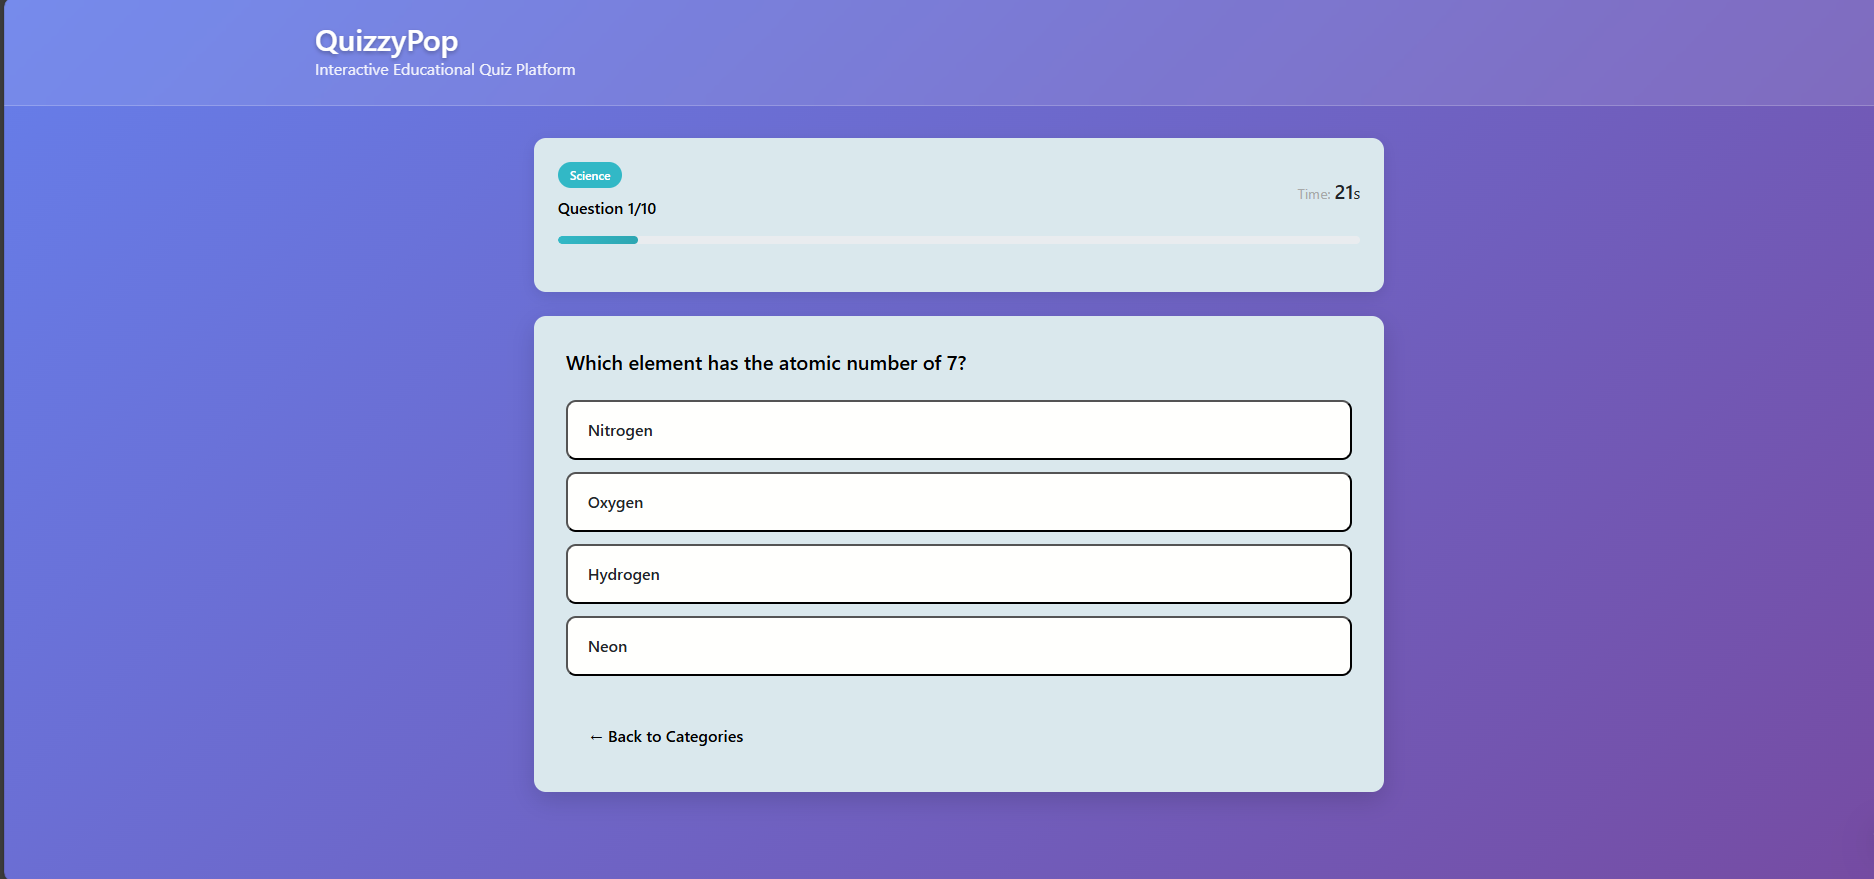 QuizzyPop
Interactive Educational Quiz Platform
Science
Time: 21s
Question 1/10
Which element has the atomic number of 7?
Nitrogen
Oxygen
Hydrogen
Neon
← Back to Categories